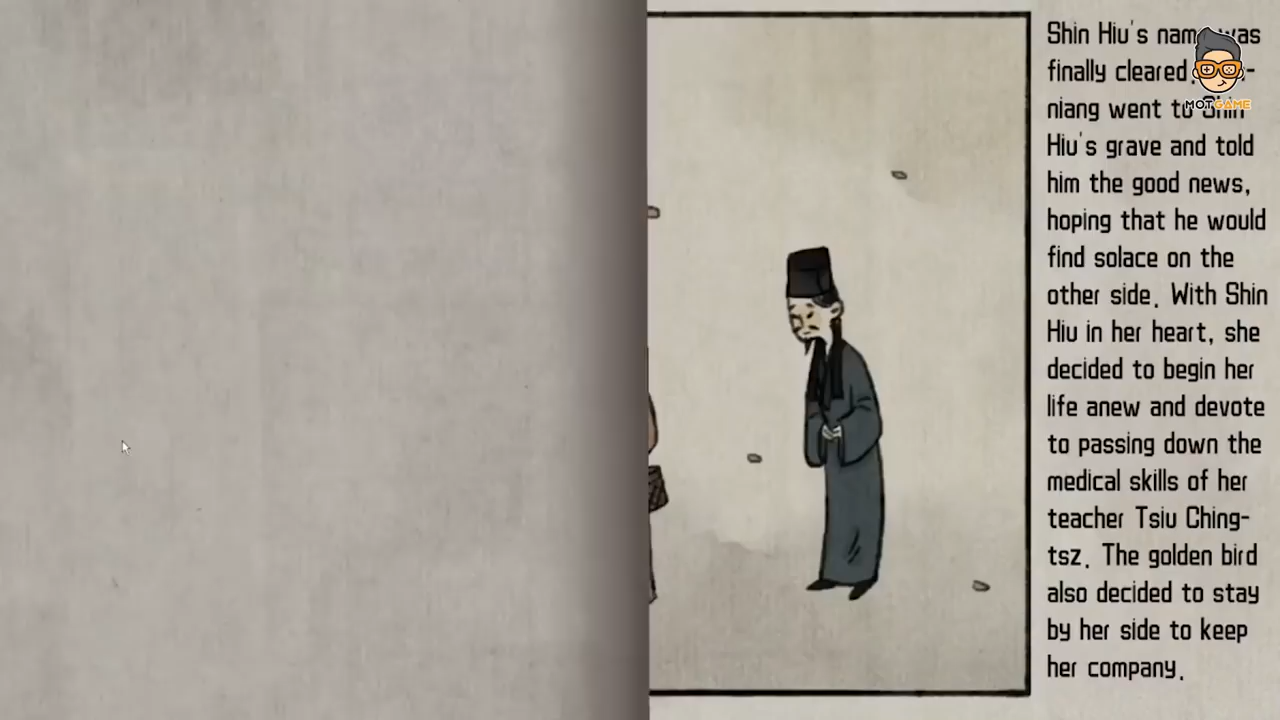 Shin Hiu's name was
finally cleared.
niang went to Shin
Hiu's grave and told
him the good news,
hoping that he would
find solace on the
other side. With Shin
Hiu in her heart, she
decided to begin her
life anew and devote
to passing down the
medical skills of her
teacher Tsiu Ching-
tsz. The golden bird
also decided to stay
by her side to keep
her company.
MOTGAME